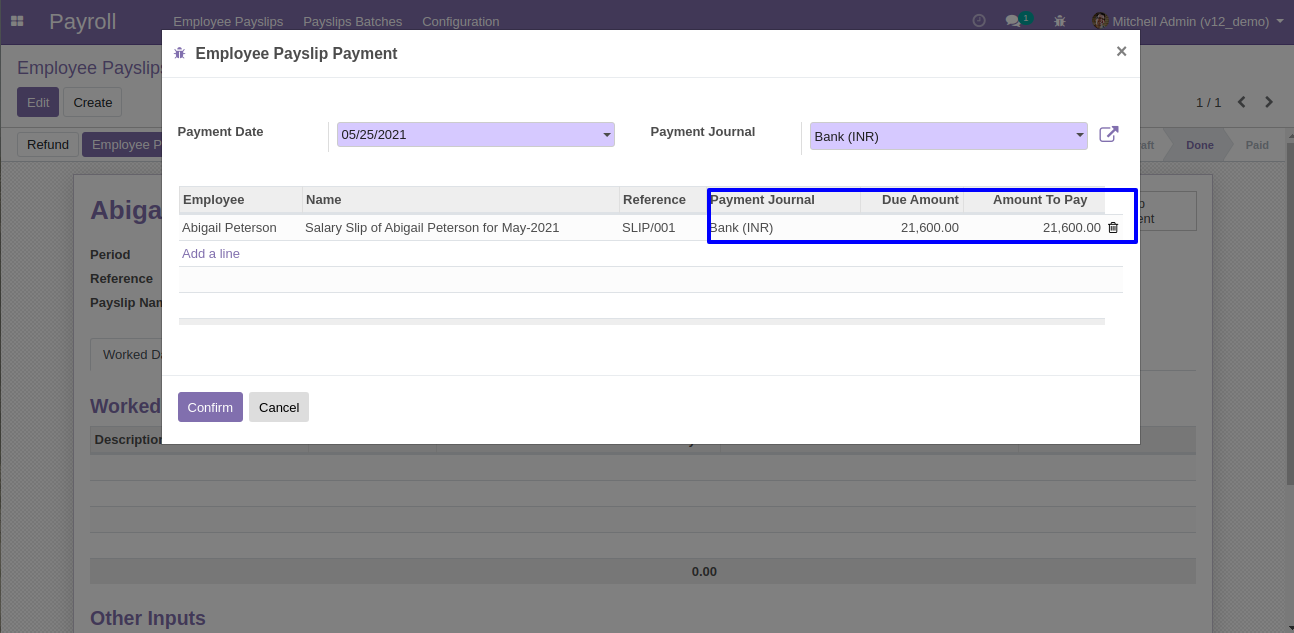 Payroll Employee Payslips Payslips Batches Configuration 1 Mitchell Admin (v12_demo)
Employee Payslip Payment ×
Employee Payslips
Edit Create 1 / 1
Payment Date 05/25/2021 Payment Journal Bank (INR)
Refund Employee P Done Paid
Employee Name Reference Payment Journal Due Amount Amount To Pay
Abigail Peterson Salary Slip of Abigail Peterson for May-2021 SLIP/001 Bank (INR) 21,600.00 21,600.00
Add a line
Abiga
Period
Reference
Payslip Nan
Worked Da
Confirm Cancel
Worked
Description
0.00
Other Inputs